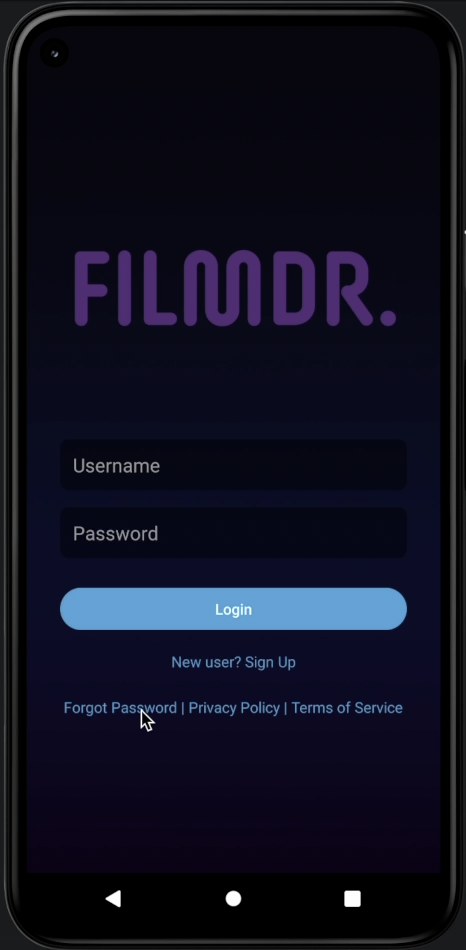 FILMDR.
Username
Password
Login
New user? Sign Up
Forgot Password | Privacy Policy | Terms of Service